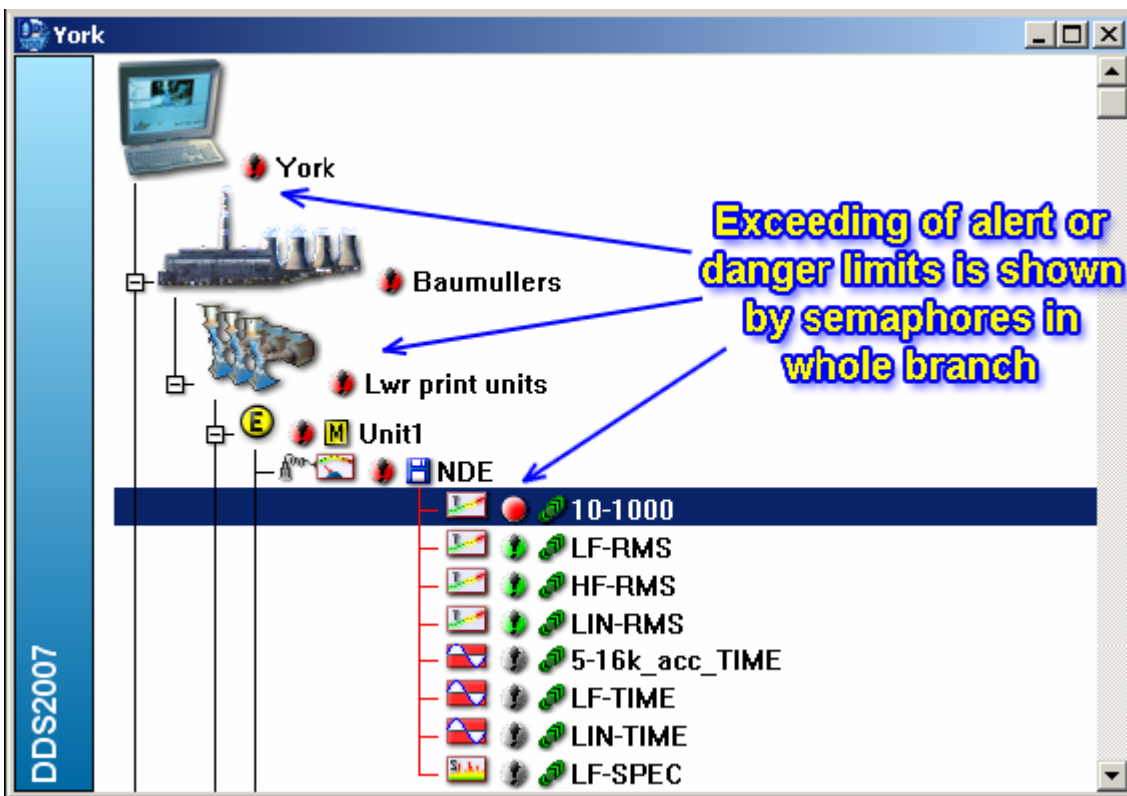 York
York
Exceeding of alert or
danger limits is shown
by semaphores in
whole branch
Baumullers
Lwr print units
E M Unit1
NDE
10-1000
LF-RMS
HF-RMS
LIN-RMS
5-16k_acc_TIME
LF-TIME
LIN-TIME
LF-SPEC
DDS2007